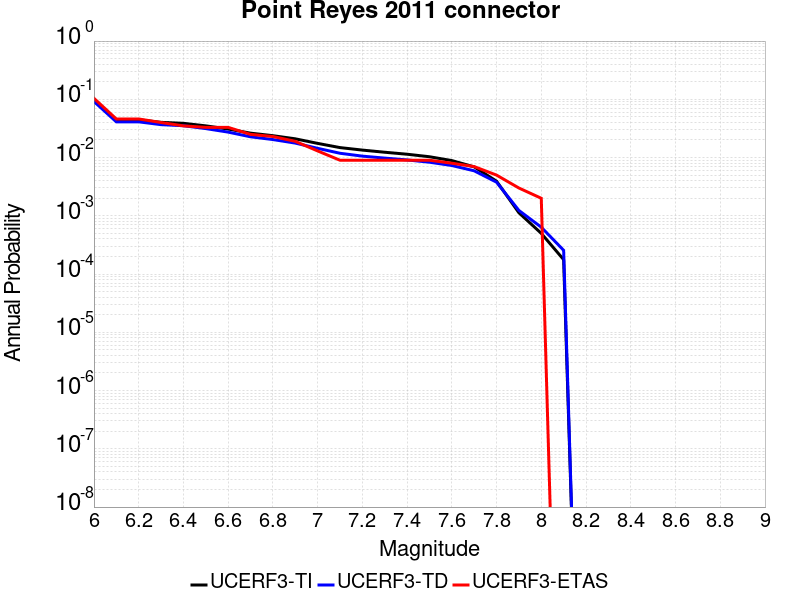 Point Reyes 2011 connector
10^0
10^-1
10^-2
10^-3
10^-4
10^-5
10^-6
10^-7
10^-8
Annual Probability
6 6.2 6.4 6.6 6.8 7 7.2 7.4 7.6 7.8 8 8.2 8.4 8.6 8.8 9
Magnitude
UCERF3-TI UCERF3-TD UCERF3-ETAS